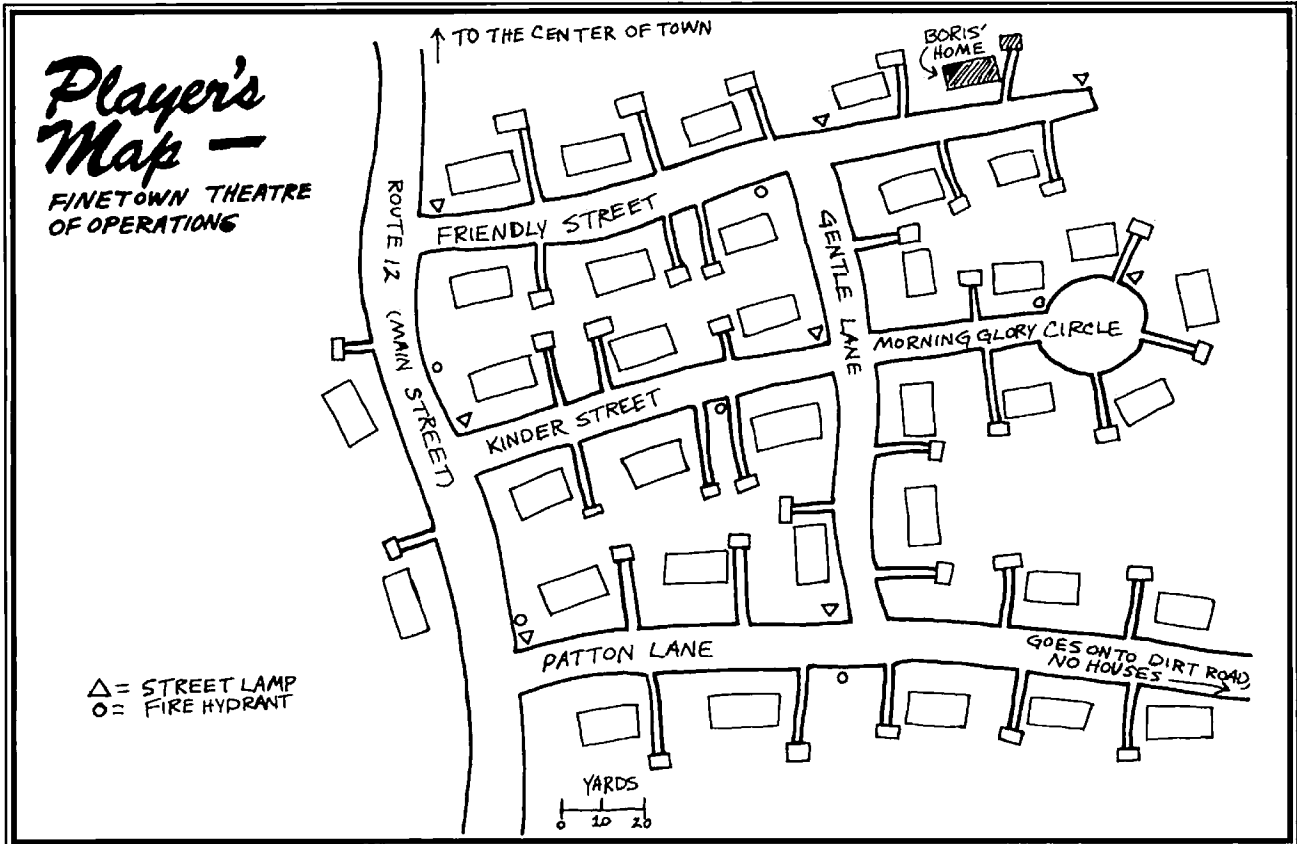 Player's
Map —
FINETOWN THEATRE
OF OPERATIONS
↑ TO THE CENTER OF TOWN
BORIS'
HOME
ROUTE 12 (MAIN STREET)
FRIENDLY STREET
GENTLE LANE
MORNING GLORY CIRCLE
KINDER STREET
PATTON LANE
GOES ON TO DIRT ROAD,
NO HOUSES →
△ = STREET LAMP
○ = FIRE HYDRANT
YARDS
0 10 20